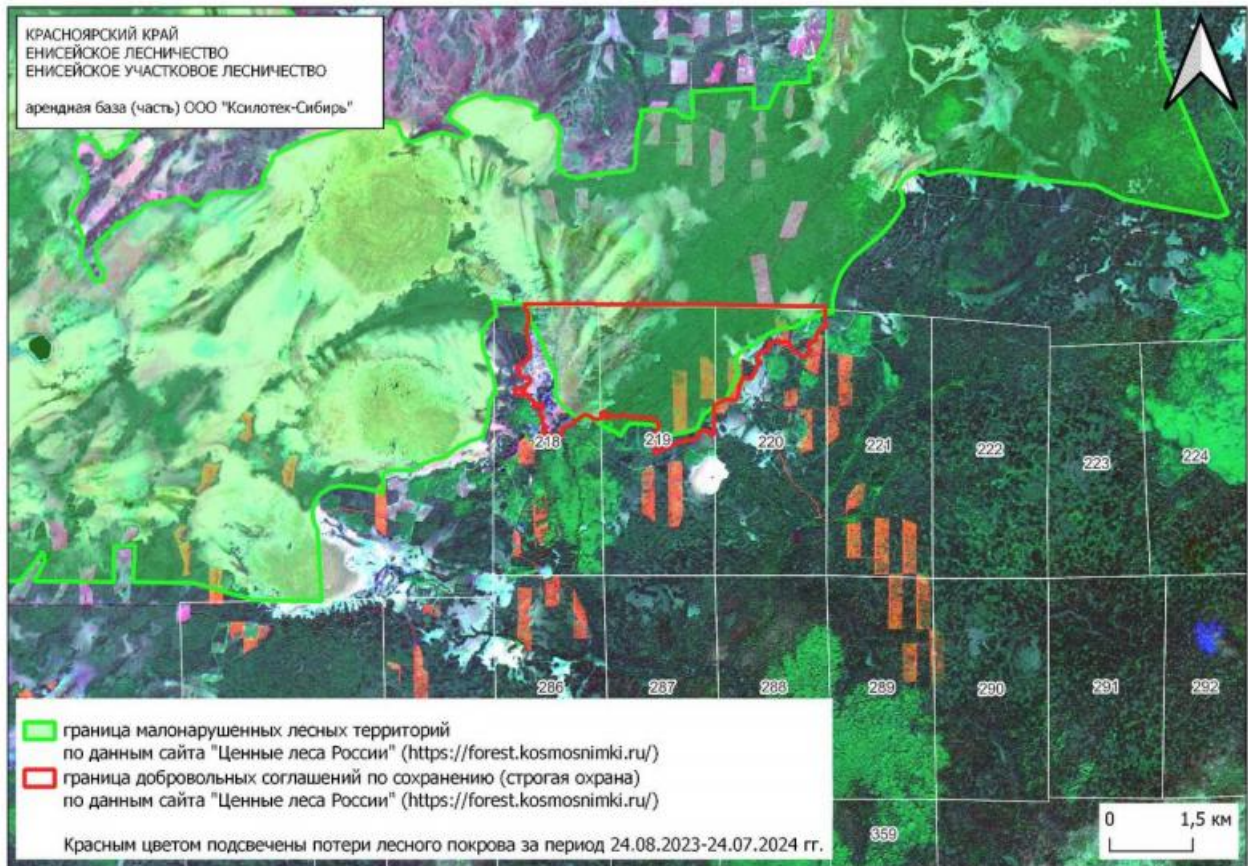 КРАСНОЯРСКИЙ КРАЙ
ЕНИСЕЙСКОЕ ЛЕСНИЧЕСТВО
ЕНИСЕЙСКОЕ УЧАСТКОВОЕ ЛЕСНИЧЕСТВО
арендная база (часть) ООО "Ксилотек-Сибирь"
218
219
220
221
222
223
224
286
287
288
289
290
291
292
359
граница малонарушенных лесных территорий
по данным сайта "Ценные леса России" (https://forest.kosmosnimki.ru/)
граница добровольных соглашений по сохранению (строгая охрана)
по данным сайта "Ценные леса России" (https://forest.kosmosnimki.ru/)
Красным цветом подсвечены потери лесного покрова за период 24.08.2023-24.07.2024 гг.
0 1,5 км